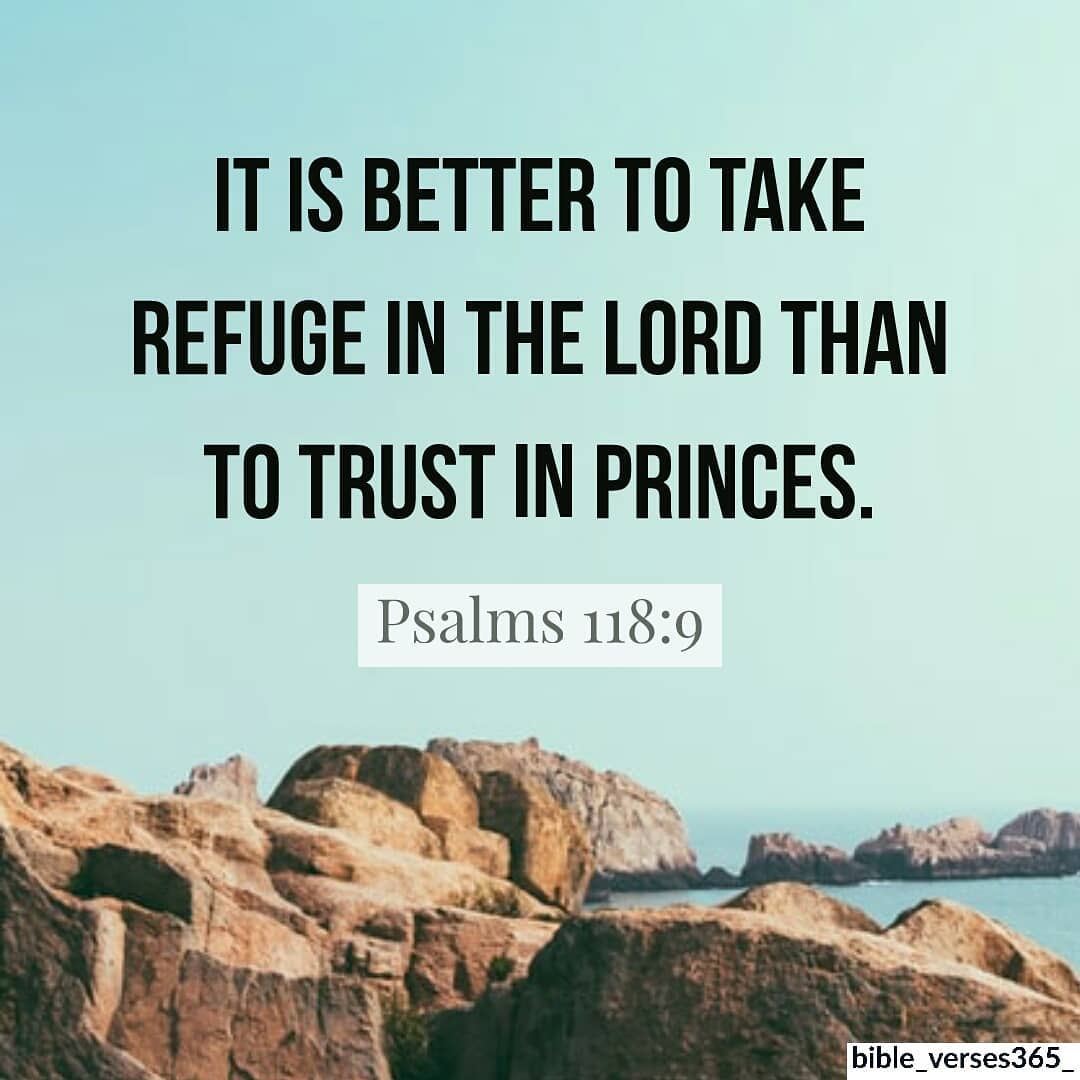 IT IS BETTER TO TAKE
REFUGE IN THE LORD THAN
TO TRUST IN PRINCES.
Psalms 118:9
bible_verses365_